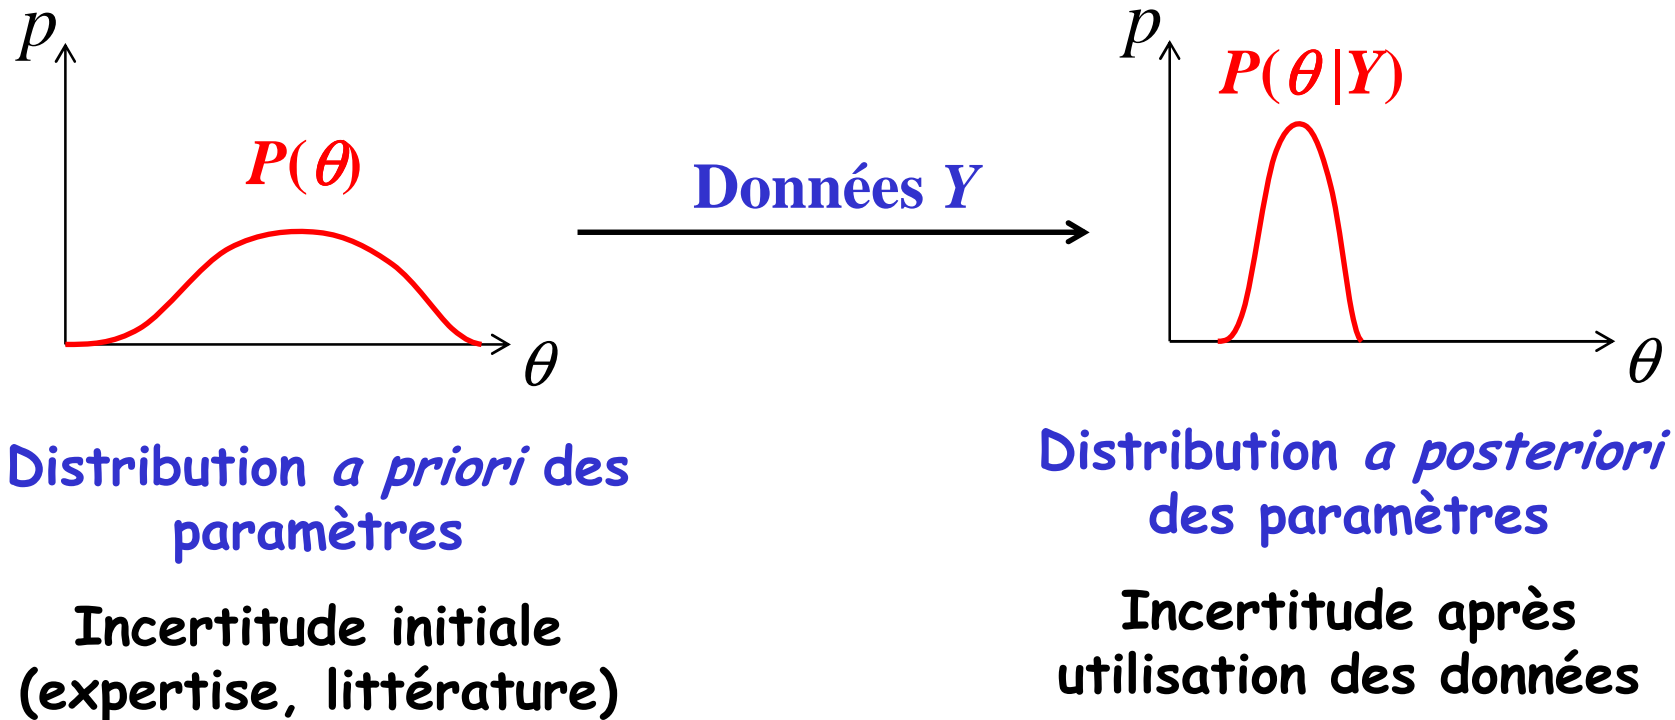 p
P(θ)
θ
Distribution a priori des
paramètres
Incertitude initiale
(expertise, littérature)
Données Y
p
P(θ|Y)
θ
Distribution a posteriori
des paramètres
Incertitude après
utilisation des données